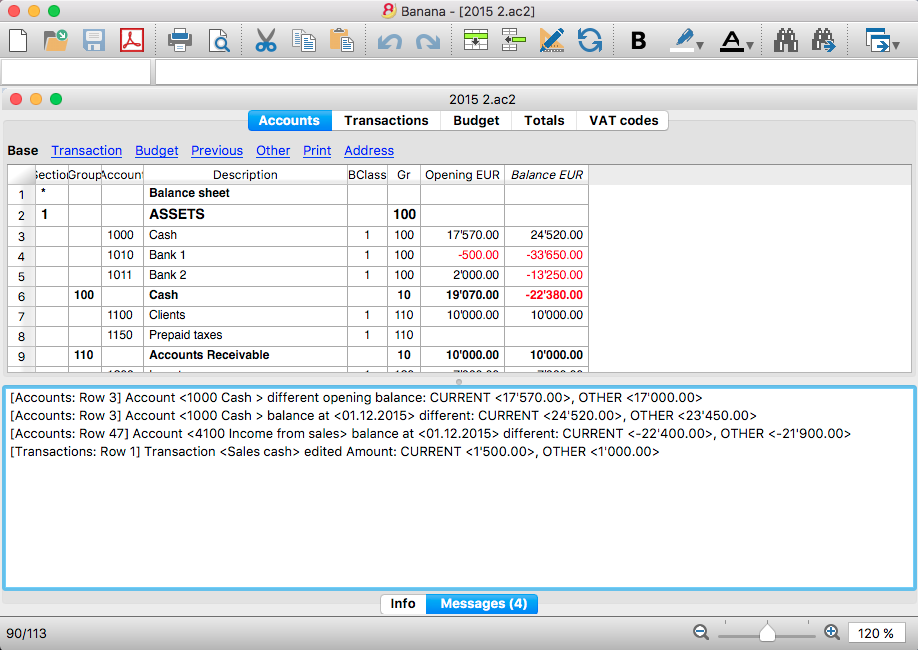 Banana - [2015 2.ac2]
B A
2015 2.ac2
Accounts Transactions Budget Totals VAT codes
Base Transaction Budget Previous Other Print Address
Section Group Account Description BClass Gr Opening EUR Balance EUR
1 * Balance sheet
2 1 ASSETS 100
3 1000 Cash 1 100 17'570.00 24'520.00
4 1010 Bank 1 1 100 -500.00 -33'650.00
5 1011 Bank 2 1 100 2'000.00 -13'250.00
6 100 Cash 10 19'070.00 -22'380.00
7 1100 Clients 1 110 10'000.00 10'000.00
8 1150 Prepaid taxes 1 110
9 110 Accounts Receivable 10 10'000.00 10'000.00
[Accounts: Row 3] Account <1000 Cash > different opening balance: CURRENT <17'570.00>, OTHER <17'000.00>
[Accounts: Row 3] Account <1000 Cash > balance at <01.12.2015> different: CURRENT <24'520.00>, OTHER <23'450.00>
[Accounts: Row 47] Account <4100 Income from sales> balance at <01.12.2015> different: CURRENT <-22'400.00>, OTHER <-21'900.00>
[Transactions: Row 1] Transaction <Sales cash> edited Amount: CURRENT <1'500.00>, OTHER <1'000.00>
Info Messages (4)
90/113 120 %